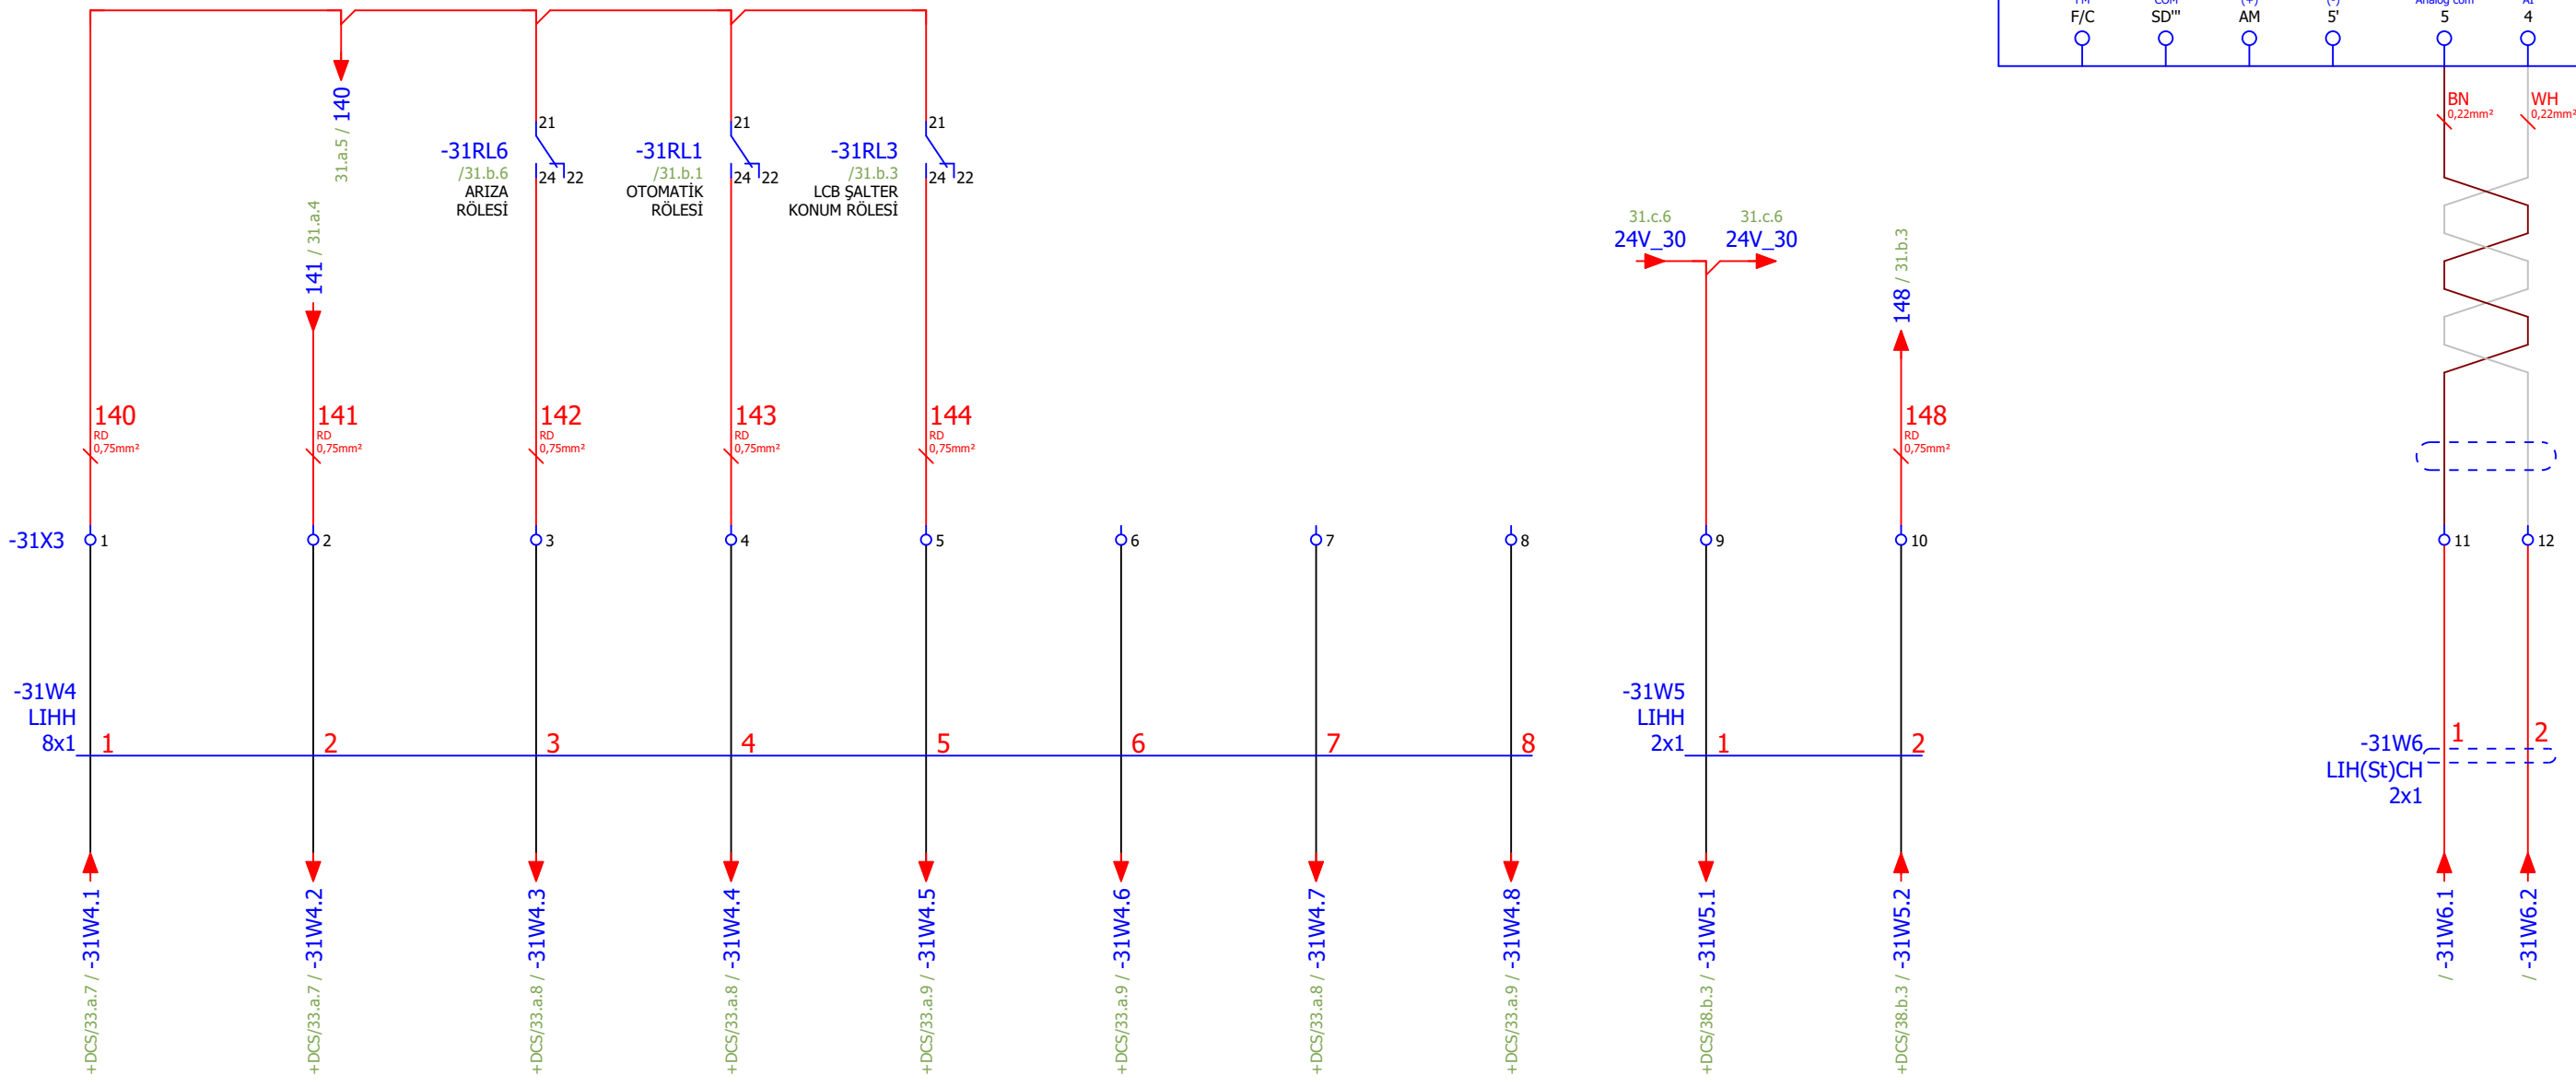 F/C
SD'''
AM
5'
5
4
BN
0,22mm²
WH
0,22mm²
31.a.5 / 140
141 / 31.a.4
-31RL6
/31.b.6
ARIZA
RÖLESİ
21
24
22
-31RL1
/31.b.1
OTOMATİK
RÖLESİ
21
24
22
-31RL3
/31.b.3
LCB ŞALTER
KONUM RÖLESİ
21
24
22
31.c.6
24V_30
31.c.6
24V_30
148 / 31.b.3
140
RD
0,75mm²
141
RD
0,75mm²
142
RD
0,75mm²
143
RD
0,75mm²
144
RD
0,75mm²
148
RD
0,75mm²
-31X3
1
2
3
4
5
6
7
8
9
10
11
12
-31W4
LIHH
8x1
1
2
3
4
5
6
7
8
-31W5
LIHH
2x1
1
2
-31W6
LIH(St)CH
2x1
1
2
+DCS/33.a.7 / -31W4.1
+DCS/33.a.7 / -31W4.2
+DCS/33.a.8 / -31W4.3
+DCS/33.a.8 / -31W4.4
+DCS/33.a.9 / -31W4.5
+DCS/33.a.9 / -31W4.6
+DCS/33.a.8 / -31W4.7
+DCS/33.a.9 / -31W4.8
+DCS/38.b.3 / -31W5.1
+DCS/38.b.3 / -31W5.2
/ -31W6.1
/ -31W6.2